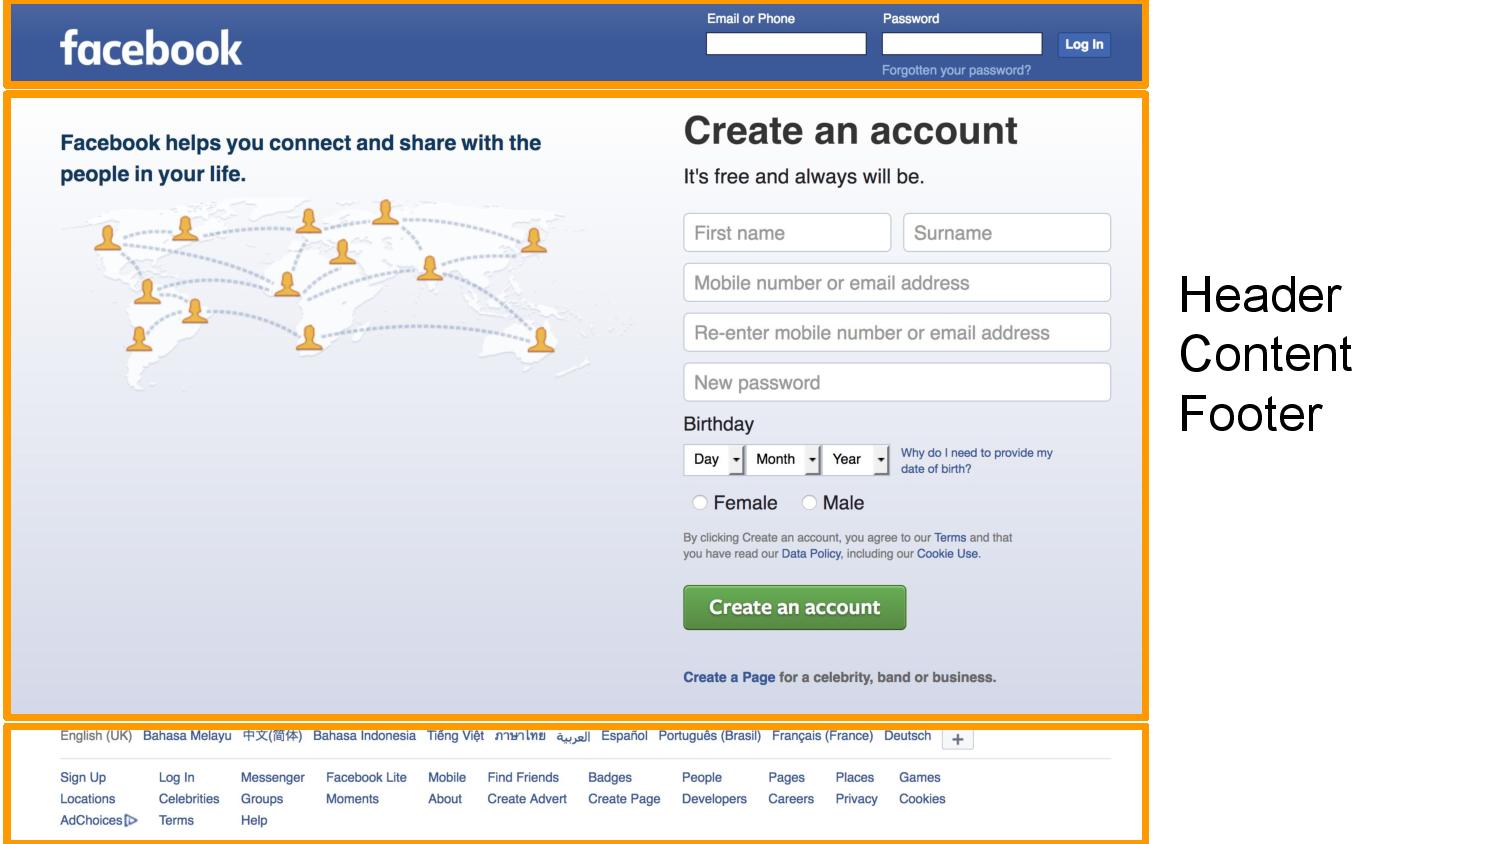 facebook
Email or Phone
Password
Log In
Forgotten your password?
Facebook helps you connect and share with the
people in your life.
Create an account
It's free and always will be.
First name
Surname
Mobile number or email address
Re-enter mobile number or email address
New password
Birthday
Day
Month
Year
Why do I need to provide my
date of birth?
Female
Male
By clicking Create an account, you agree to our Terms and that
you have read our Data Policy, including our Cookie Use.
Create an account
Create a Page for a celebrity, band or business.
English (UK) Bahasa Melayu 中文(简体) Bahasa Indonesia Tiếng Việt ภาษาไทย العربية Español Português (Brasil) Français (France) Deutsch +
Sign Up Log In Messenger Facebook Lite Mobile Find Friends Badges People Pages Places Games
Locations Celebrities Groups Moments About Create Advert Create Page Developers Careers Privacy Cookies
AdChoices Terms Help
Header
Content
Footer